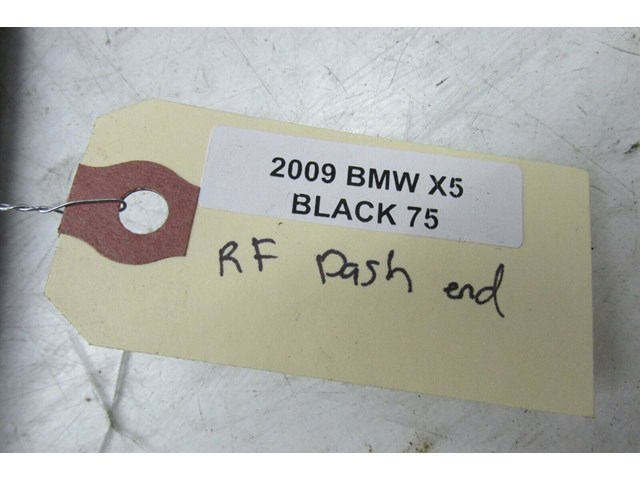 2009 BMW X5
BLACK 75
RF Dash end